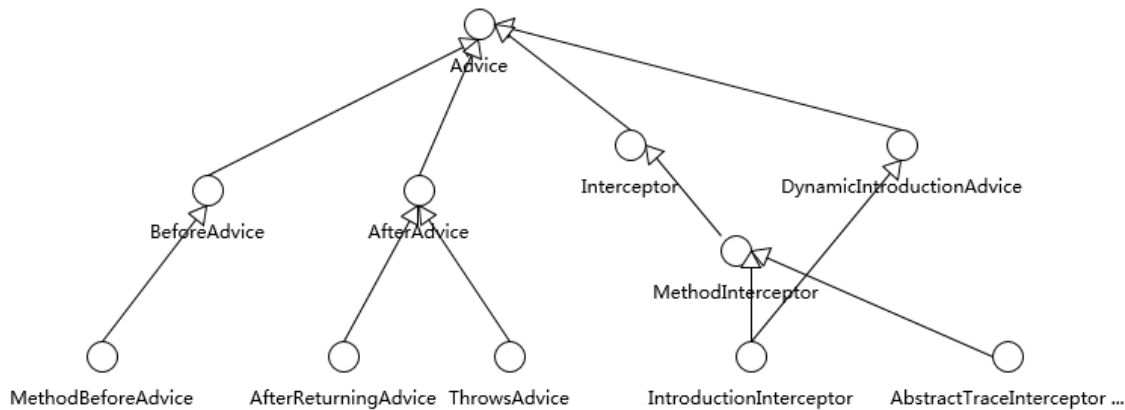 Advice
Interceptor
DynamicIntroductionAdvice
BeforeAdvice
AfterAdvice
MethodInterceptor
MethodBeforeAdvice
AfterReturningAdvice
ThrowsAdvice
IntroductionInterceptor
AbstractTraceInterceptor ...